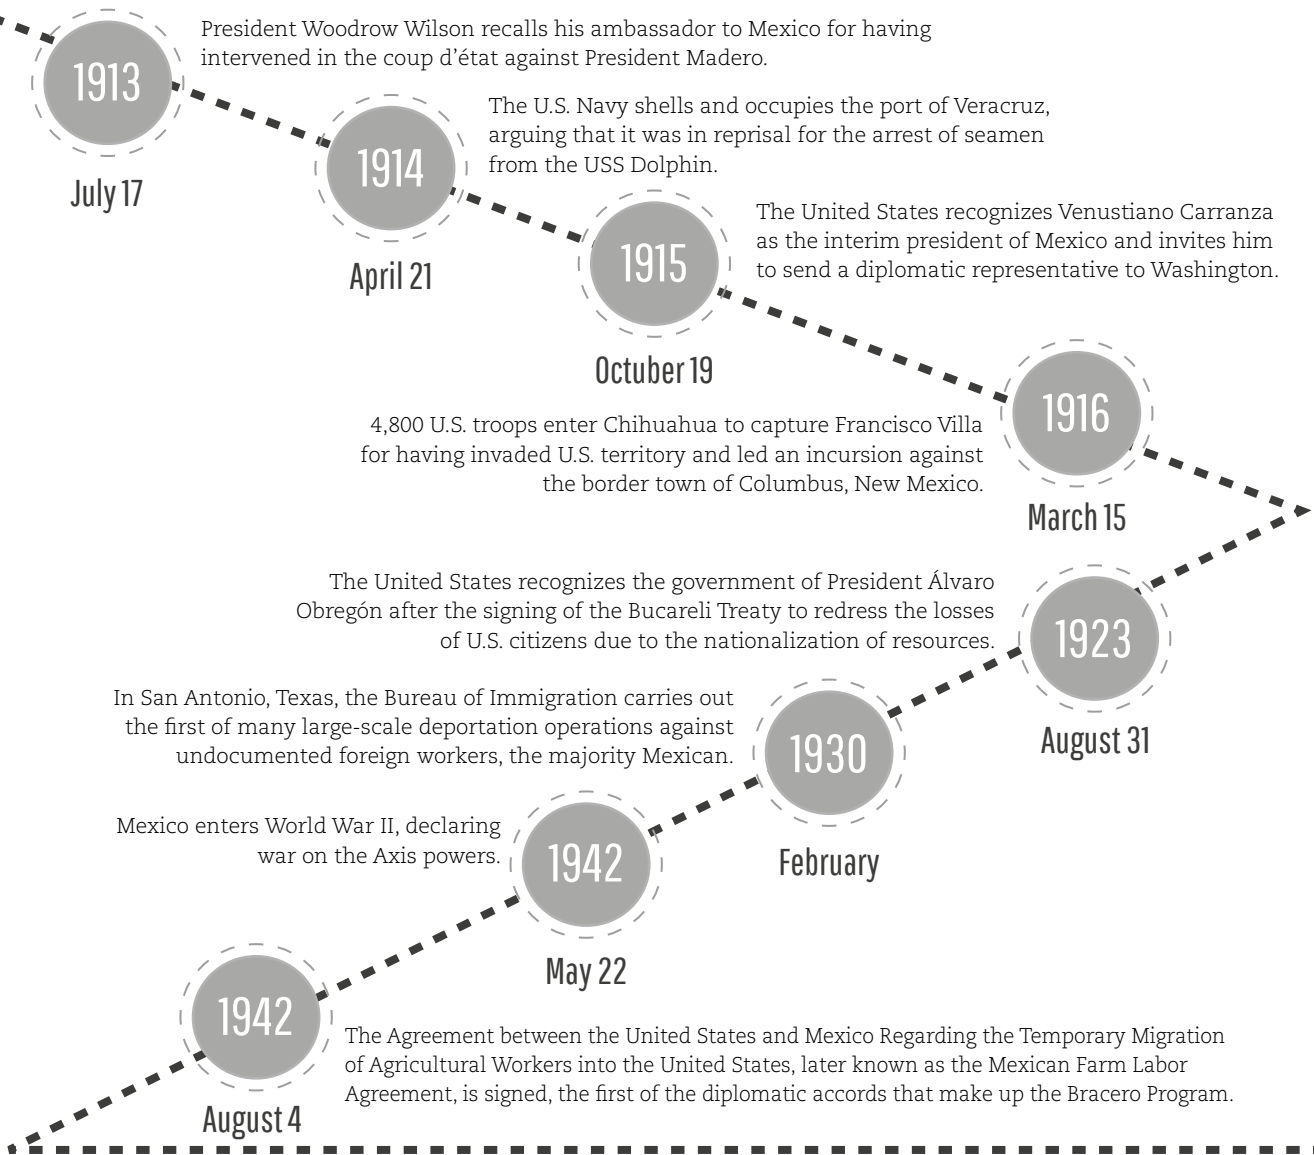 President Woodrow Wilson recalls his ambassador to Mexico for having
intervened in the coup d’état against President Madero.
1913
July 17
The U.S. Navy shells and occupies the port of Veracruz,
arguing that it was in reprisal for the arrest of seamen
from the USS Dolphin.
1914
April 21
The United States recognizes Venustiano Carranza
as the interim president of Mexico and invites him
to send a diplomatic representative to Washington.
1915
Octuber 19
4,800 U.S. troops enter Chihuahua to capture Francisco Villa
for having invaded U.S. territory and led an incursion against
the border town of Columbus, New Mexico.
1916
March 15
The United States recognizes the government of President Álvaro
Obregón after the signing of the Bucareli Treaty to redress the losses
of U.S. citizens due to the nationalization of resources.
1923
August 31
In San Antonio, Texas, the Bureau of Immigration carries out
the first of many large-scale deportation operations against
undocumented foreign workers, the majority Mexican.
1930
February
Mexico enters World War II, declaring
war on the Axis powers.
1942
May 22
1942
August 4
The Agreement between the United States and Mexico Regarding the Temporary Migration
of Agricultural Workers into the United States, later known as the Mexican Farm Labor
Agreement, is signed, the first of the diplomatic accords that make up the Bracero Program.